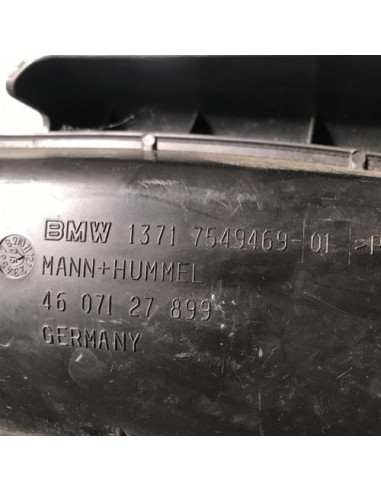 BMW 1371 7549469-01 >P
MANN+HUMMEL
46 071 27 899
GERMANY